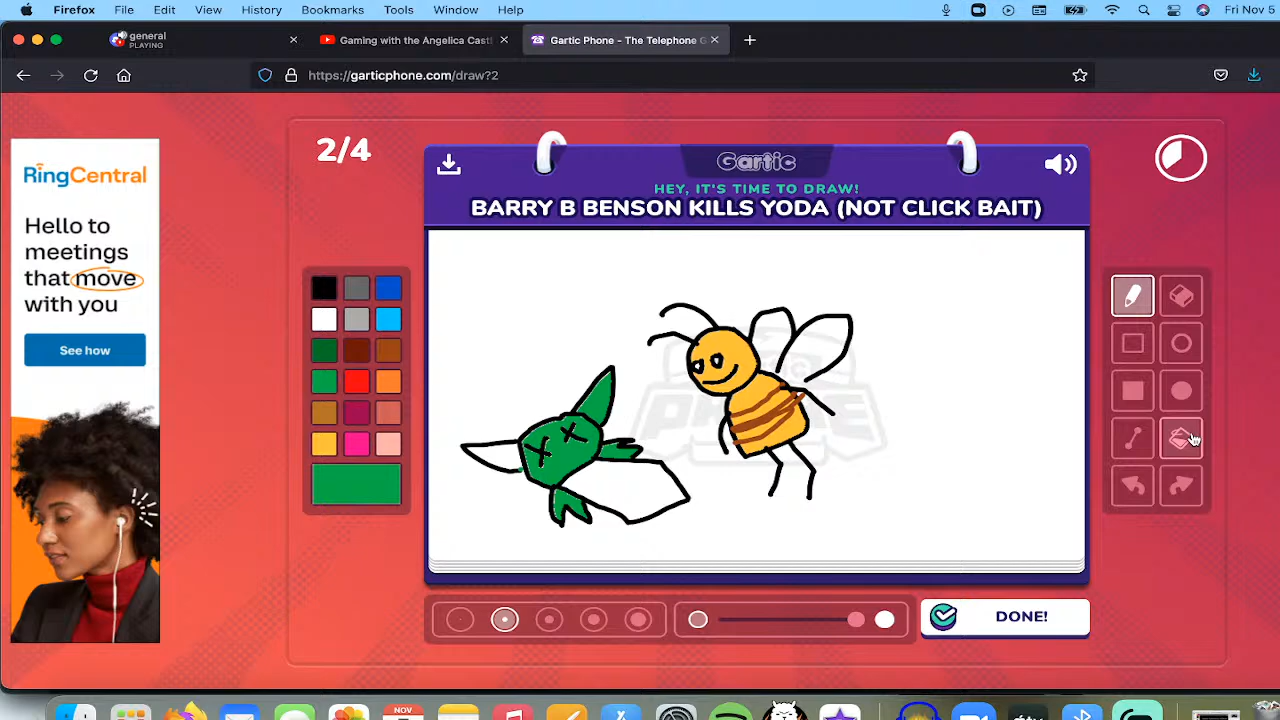 Firefox File Edit View History Bookmarks Tools Window Help Fri Nov 5
general
PLAYING
Gaming with the Angelica Castl
Gartic Phone - The Telephone G
https://garticphone.com/draw?2
2/4
Gartic
HEY, IT'S TIME TO DRAW!
BARRY B BENSON KILLS YODA (NOT CLICK BAIT)
RingCentral
Hello to
meetings
that move
with you
See how
PHONE
DONE!
NOV